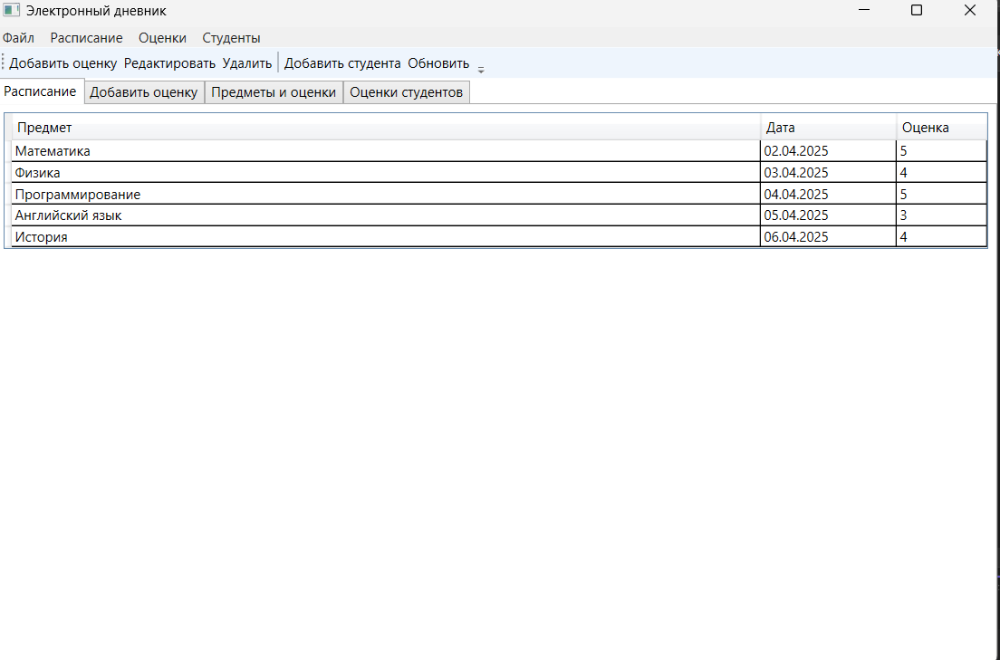 Электронный дневник
Файл Расписание Оценки Студенты
Добавить оценку Редактировать Удалить Добавить студента Обновить
Расписание Добавить оценку Предметы и оценки Оценки студентов
Предмет Дата Оценка
Математика 02.04.2025 5
Физика 03.04.2025 4
Программирование 04.04.2025 5
Английский язык 05.04.2025 3
История 06.04.2025 4